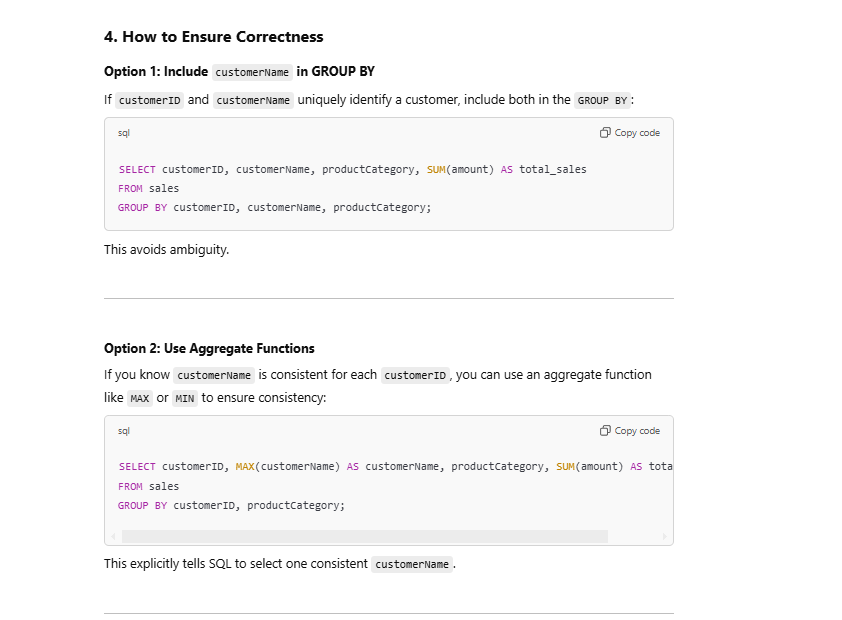 4. How to Ensure Correctness
Option 1: Include customerName in GROUP BY
If customerID and customerName uniquely identify a customer, include both in the GROUP BY:
sql
Copy code
SELECT customerID, customerName, productCategory, SUM(amount) AS total_sales
FROM sales
GROUP BY customerID, customerName, productCategory;
This avoids ambiguity.
Option 2: Use Aggregate Functions
If you know customerName is consistent for each customerID, you can use an aggregate function
like MAX or MIN to ensure consistency:
sql
Copy code
SELECT customerID, MAX(customerName) AS customerName, productCategory, SUM(amount) AS tota
FROM sales
GROUP BY customerID, productCategory;
This explicitly tells SQL to select one consistent customerName.